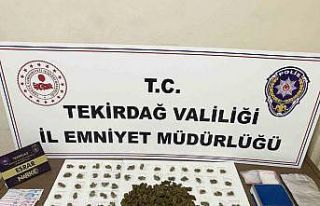 T.C.
TEKİRDAĞ VALİLİĞİ
İL EMNİYET MÜDÜRLÜĞÜ
POLİS